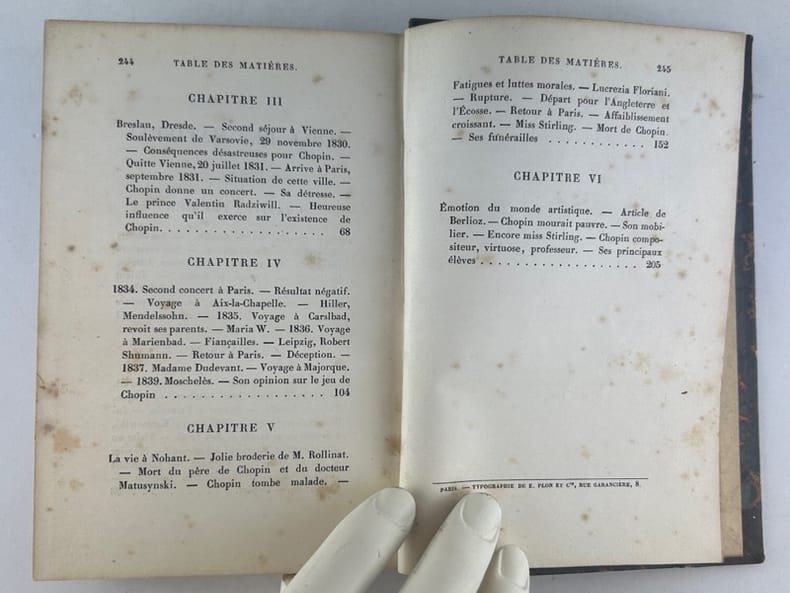 244 TABLE DES MATIÈRES.
CHAPITRE III
Breslau, Dresde. — Second séjour à Vienne. —
Soulèvement de Varsovie, 29 novembre 1830.
— Conséquences désastreuses pour Chopin. —
Quitte Vienne, 20 juillet 1831. — Arrive à Paris,
septembre 1831. — Situation de cette ville. —
Chopin donne un concert. — Sa détresse. —
Le prince Valentin Radziwill. — Heureuse
influence qu'il exerce sur l'existence de
Chopin. . . . . . . . . . . . . . . . . . 68
CHAPITRE IV
1834. Second concert à Paris. — Résultat négatif.
— Voyage à Aix-la-Chapelle. — Hiller,
Mendelssohn. — 1835. Voyage à Carlsbad,
revoit ses parents. — Maria W. — 1836. Voyage
à Marienbad. — Fiançailles. — Leipzig, Robert
Shumann. — Retour à Paris. — Déception. —
1837. Madame Dudevant. — Voyage à Majorque.
— 1839. Moschelès. — Son opinion sur le jeu de
Chopin . . . . . . . . . . . . . . . . . . 104
CHAPITRE V
La vie à Nohant. — Jolie broderie de M. Rollinat.
— Mort du père de Chopin et du docteur
Matusynski. — Chopin tombe malade. —
TABLE DES MATIÈRES. 245
Fatigues et luttes morales. — Lucrezia Floriani.
— Rupture. — Départ pour l'Angleterre et
l'Écosse. — Retour à Paris. — Affaiblissement
croissant. — Miss Stirling. — Mort de Chopin.
— Ses funérailles . . . . . . . . . . . . 152
CHAPITRE VI
Émotion du monde artistique. — Article de
Berlioz. — Chopin mourait pauvre. — Son mobi-
lier. — Encore miss Stirling. — Chopin compo-
siteur, virtuose, professeur. — Ses principaux
élèves . . . . . . . . . . . . . . . . . 205
PARIS. — TYPOGRAPHIE DE E. PLON ET Cie, RUE GARANCIÈRE, 8.